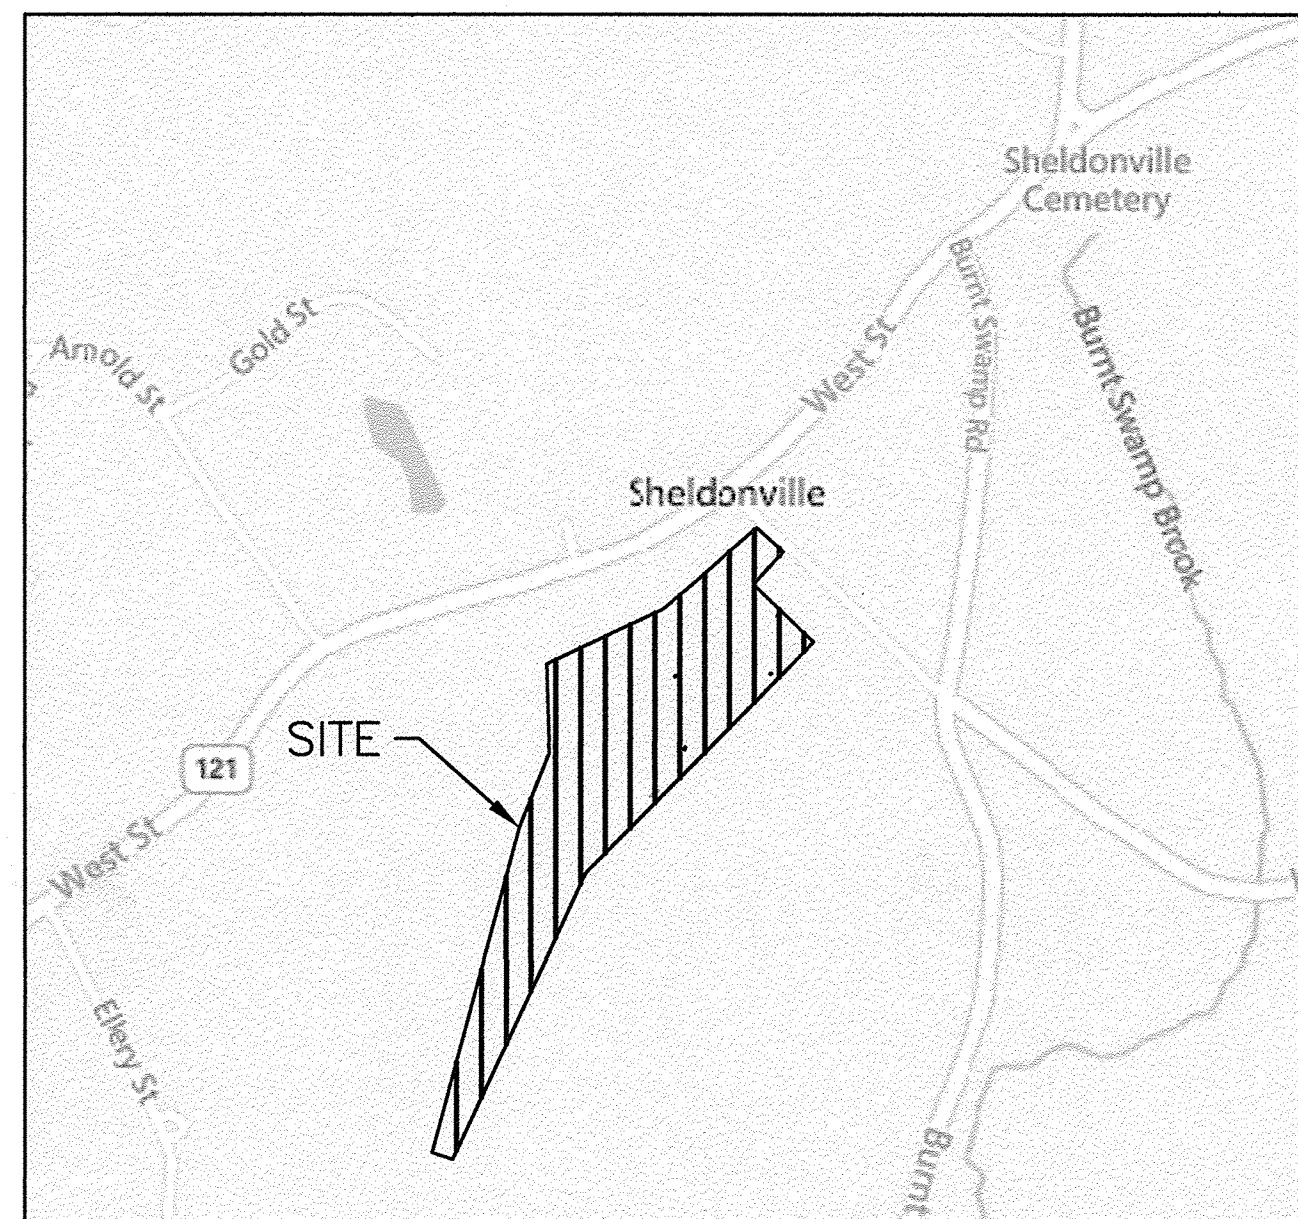 Sheldonville
Cemetery
Burnt Swamp Rd
Gold St
Arnold St
West St
Burnt Swamp Brook
Sheldonville
SITE
121
West St
Ellery St
Burnt